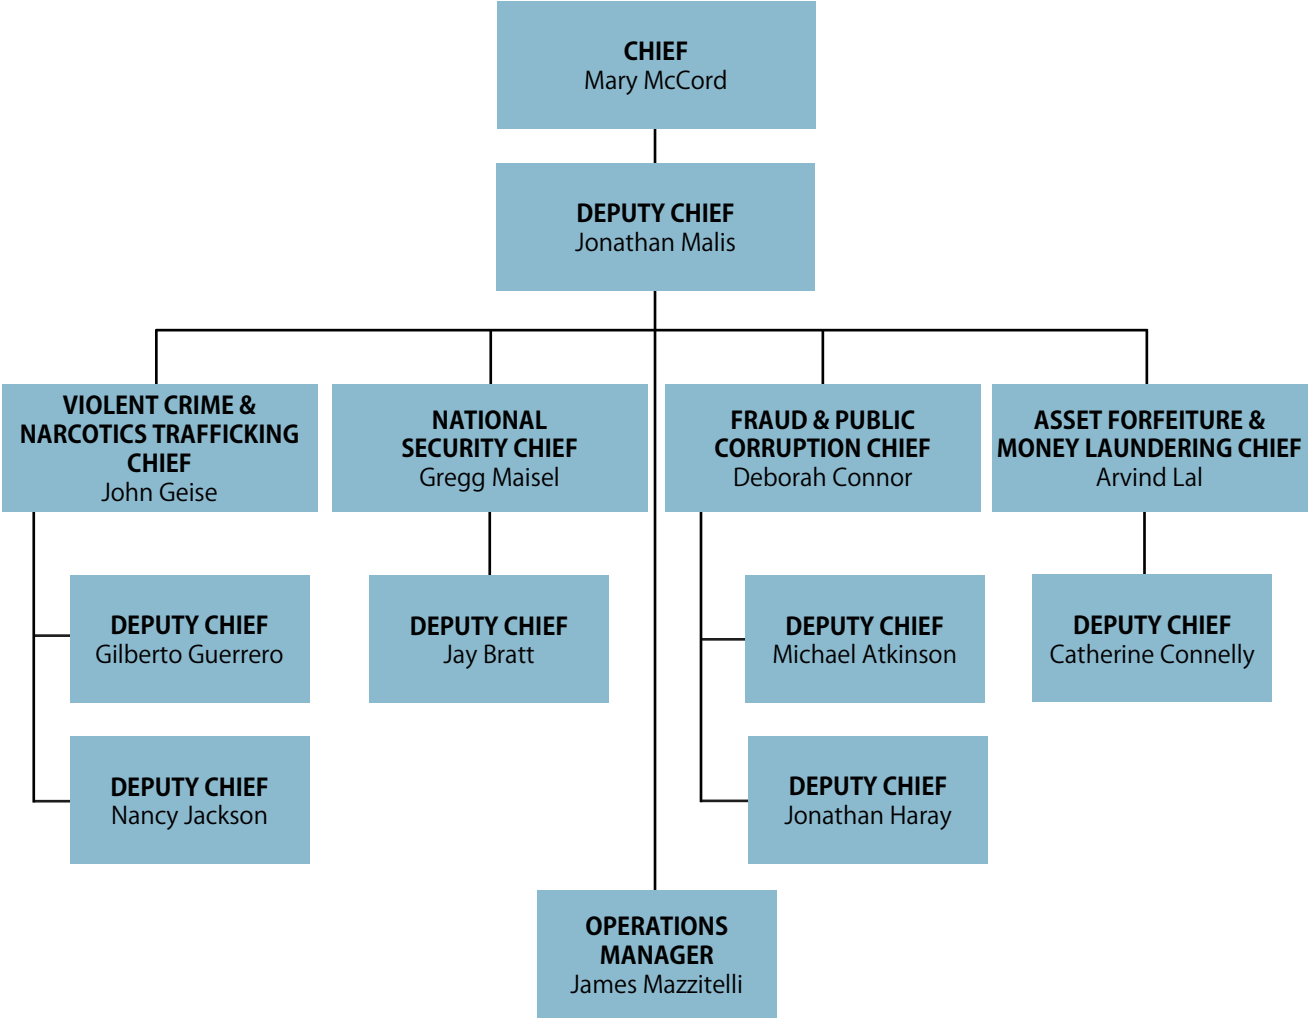 CHIEF
Mary McCord
DEPUTY CHIEF
Jonathan Malis
VIOLENT CRIME &
NARCOTICS TRAFFICKING
CHIEF
John Geise
NATIONAL
SECURITY CHIEF
Gregg Maisel
FRAUD & PUBLIC
CORRUPTION CHIEF
Deborah Connor
ASSET FORFEITURE &
MONEY LAUNDERING CHIEF
Arvind Lal
DEPUTY CHIEF
Gilberto Guerrero
DEPUTY CHIEF
Jay Bratt
DEPUTY CHIEF
Michael Atkinson
DEPUTY CHIEF
Catherine Connelly
DEPUTY CHIEF
Nancy Jackson
DEPUTY CHIEF
Jonathan Haray
OPERATIONS
MANAGER
James Mazzitelli